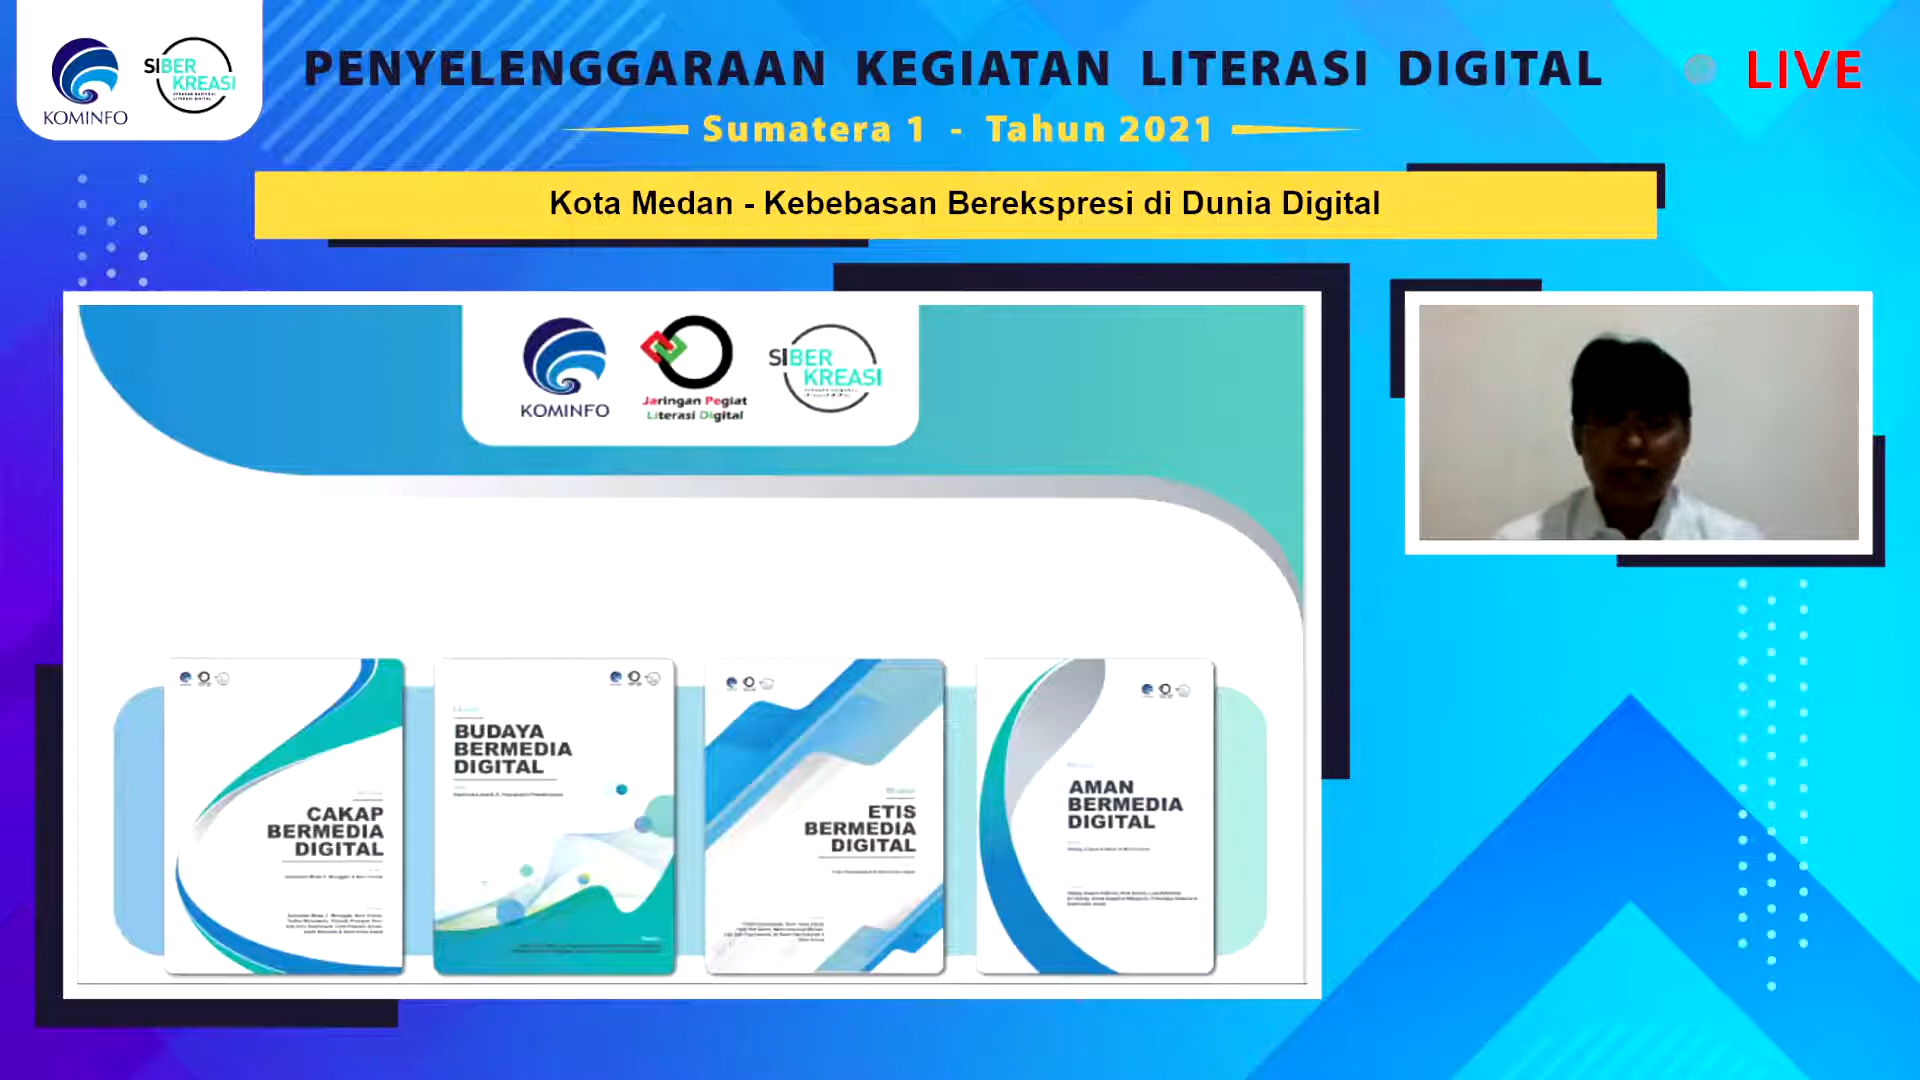 KOMINFO
SIBER
KREASI
PENYELENGGARAAN KEGIATAN LITERASI DIGITAL
LIVE
Sumatera 1 - Tahun 2021
Kota Medan - Kebebasan Berekspresi di Dunia Digital
KOMINFO
Jaringan Pegiat
Literasi Digital
SIBER
KREASI
CAKAP
BERMEDIA
DIGITAL
BUDAYA
BERMEDIA
DIGITAL
ETIS
BERMEDIA
DIGITAL
AMAN
BERMEDIA
DIGITAL